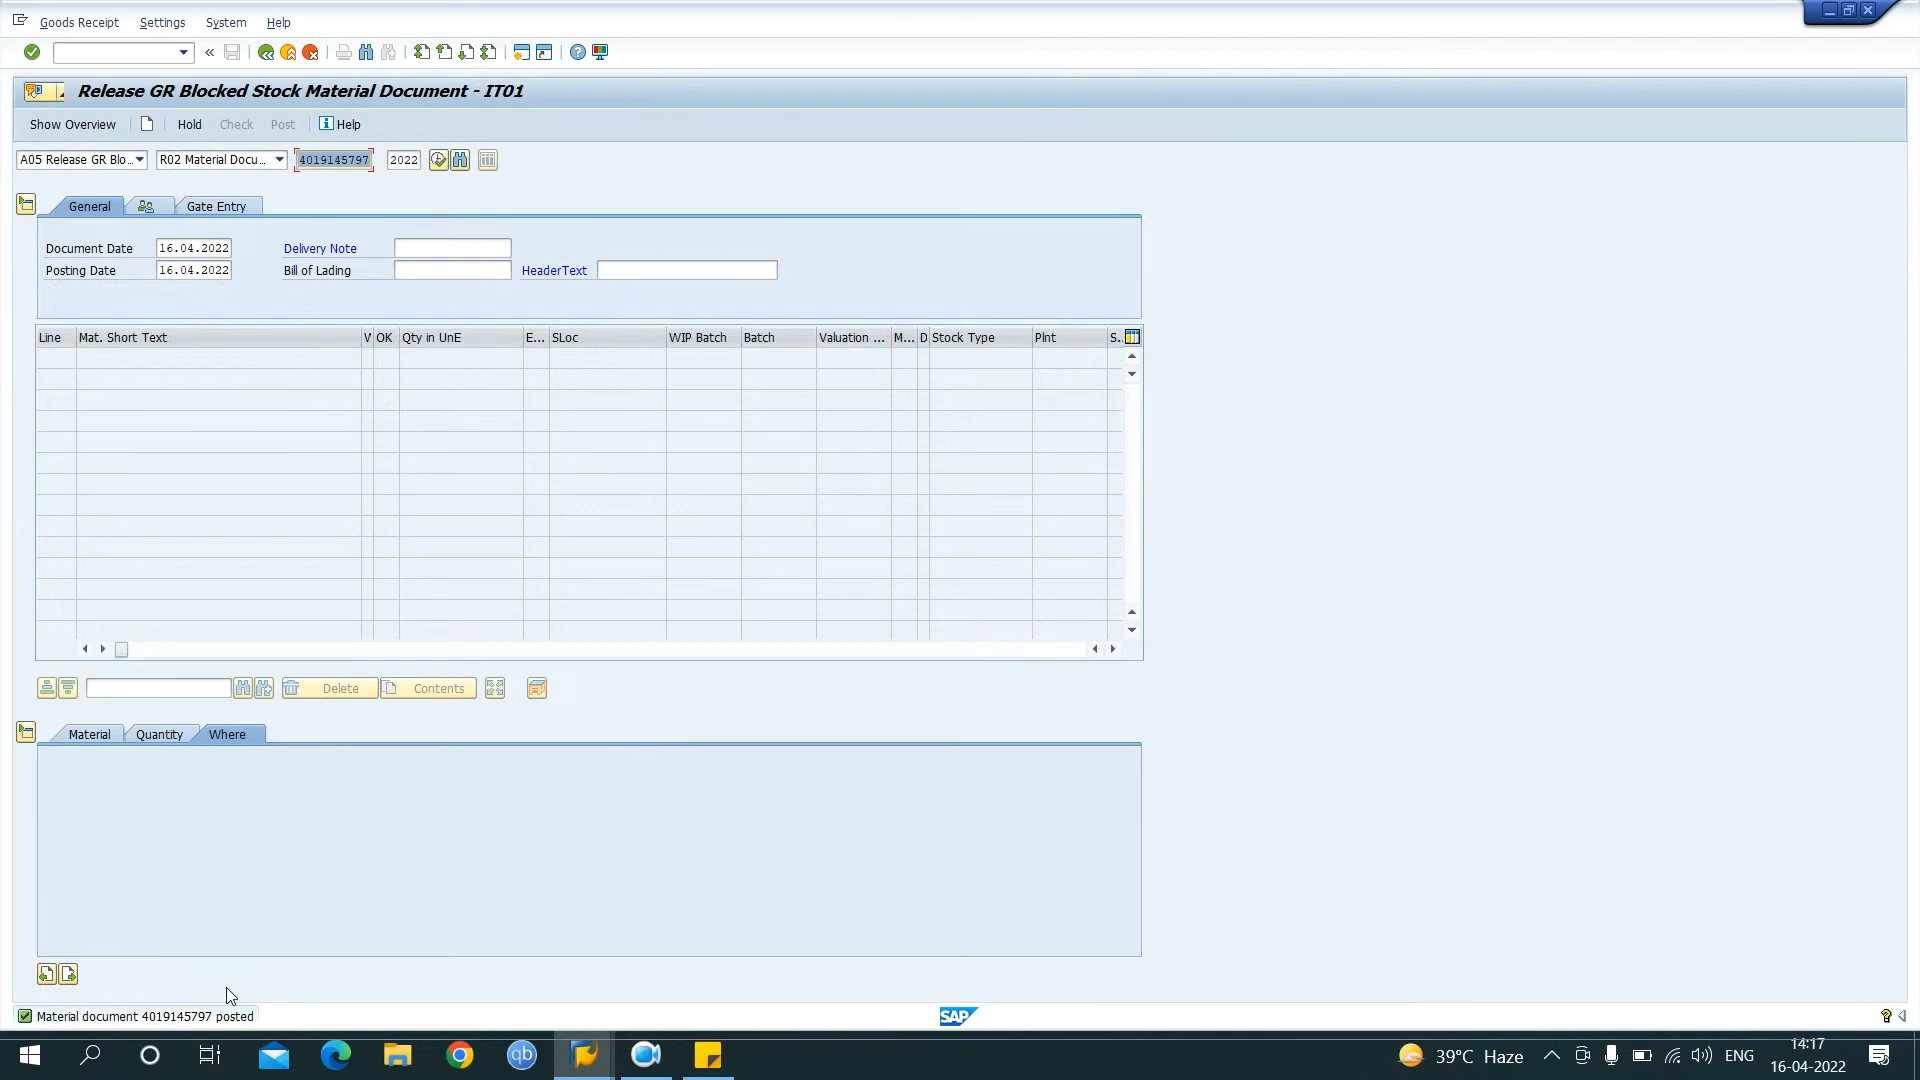 Goods Receipt Settings System Help
Release GR Blocked Stock Material Document - IT01
Show Overview Hold Check Post Help
A05 Release GR Blo... R02 Material Docu... 4019145797 2022
General Gate Entry
Document Date 16.04.2022 Delivery Note
Posting Date 16.04.2022 Bill of Lading HeaderText
Line Mat. Short Text V OK Qty in UnE E... SLoc WIP Batch Batch Valuation ... M... D Stock Type Plnt S..
Delete Contents
Material Quantity Where
Material document 4019145797 posted
SAP
qb 39°C Haze ENG 14:17
16-04-2022